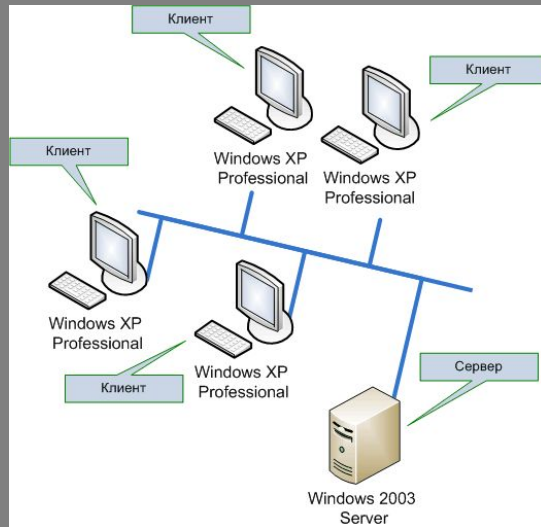 Клиент
Клиент
Windows XP
Professional
Windows XP
Professional
Клиент
Windows XP
Professional
Windows XP
Professional
Клиент
Сервер
Windows 2003
Server